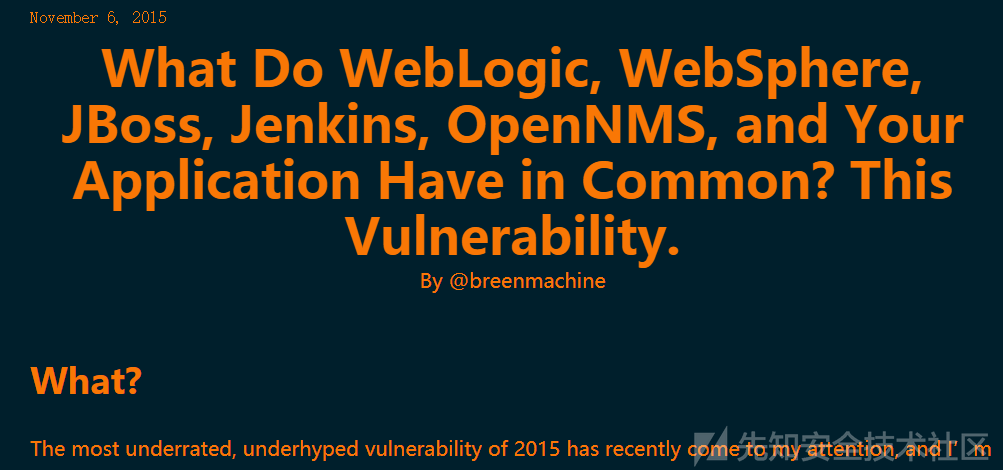 November 6, 2015
What Do WebLogic, WebSphere,
JBoss, Jenkins, OpenNMS, and Your
Application Have in Common? This
Vulnerability.
By @breenmachine
What?
The most underrated, underhyped vulnerability of 2015 has recently come to my attention, and I’m
先知安全技术社区